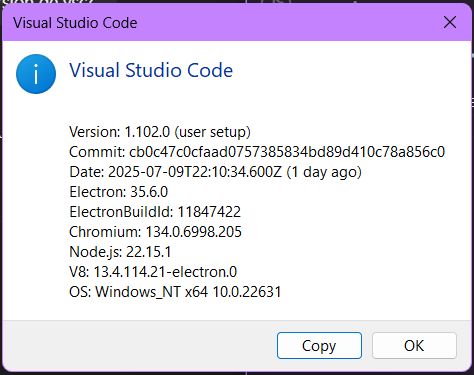 Visual Studio Code
Visual Studio Code
Version: 1.102.0 (user setup)
Commit: cb0c47c0cfaad0757385834bd89d410c78a856c0
Date: 2025-07-09T22:10:34.600Z (1 day ago)
Electron: 35.6.0
ElectronBuildId: 11847422
Chromium: 134.0.6998.205
Node.js: 22.15.1
V8: 13.4.114.21-electron.0
OS: Windows_NT x64 10.0.22631
Copy
OK